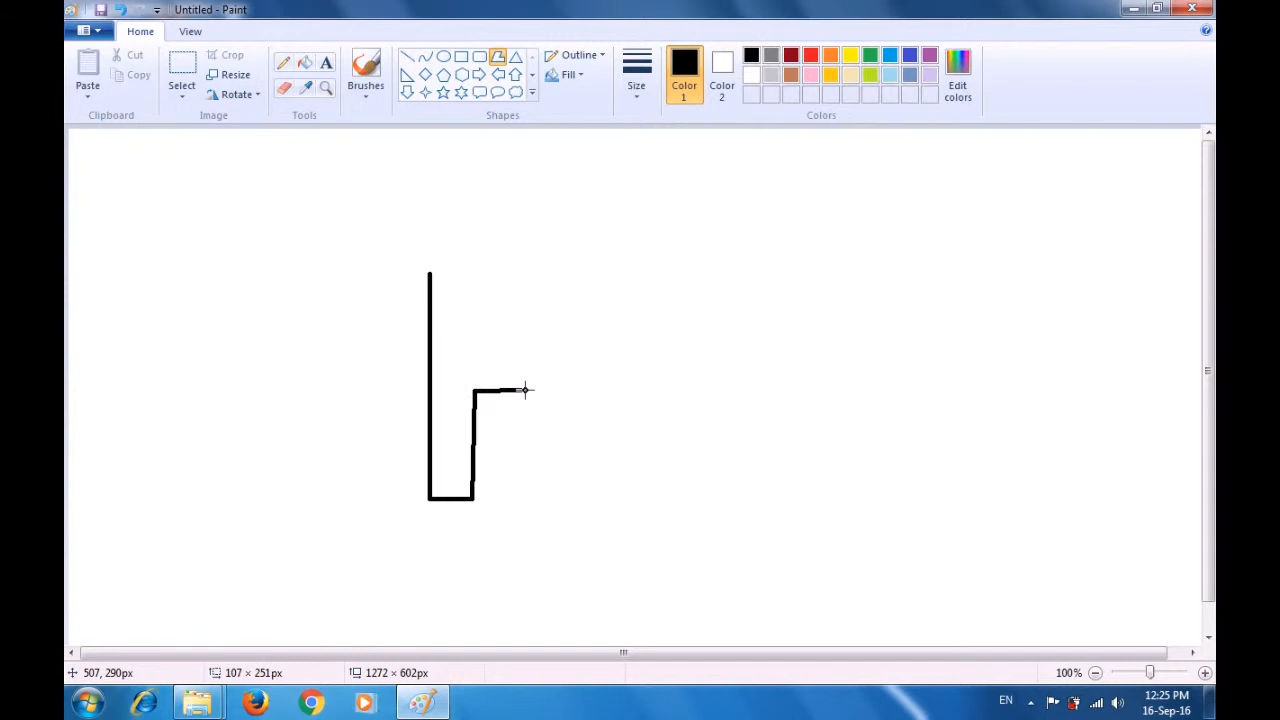 Untitled - Paint
Home View
Paste
Cut
Copy
Clipboard
Select
Crop
Resize
Rotate
Image
A
Tools
Brushes
Shapes
Outline
Fill
Size
Color 1
Color 2
Edit colors
Colors
507, 290px 107 × 251px 1272 × 602px 100%
EN 12:25 PM
16-Sep-16